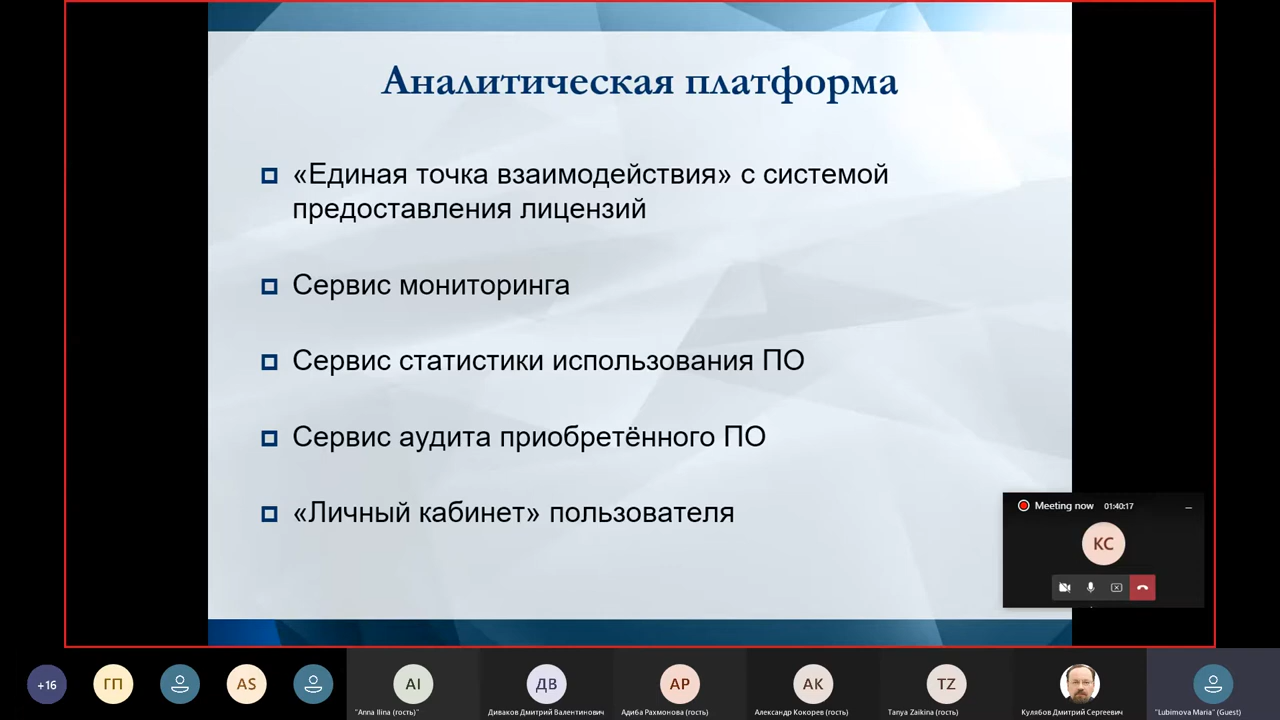 Аналитическая платформа
«Единая точка взаимодействия» с системой
предоставления лицензий
Сервис мониторинга
Сервис статистики использования ПО
Сервис аудита приобретённого ПО
«Личный кабинет» пользователя
Meeting now 01:40:17
КС
+16
ГП
AS
AI
ДВ
АР
АК
TZ
"Anna Ilina (гость)"
Диваков Дмитрий Валентинович
Адиба Рахмонова (гость)
Александр Кокорев (гость)
Tanya Zaikina (гость)
Кулябов Дмитрий Сергеевич
"Lubimova Maria" (Guest)